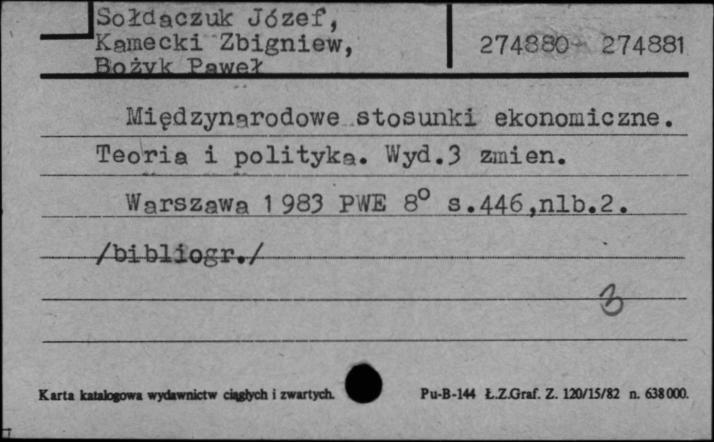 Sołdaczuk Józef,
Kamecki Zbigniew,
Bożyk Paweł
274880- 274881
Międzynarodowe stosunki ekonomiczne.
Teoria i polityka. Wyd.3 zmien.
Warszawa 1983 PWE 8° s.446,nlb.2.
/bibliogr./
3
Karta katalogowa wydawnictw ciągłych i zwartych.
Pu-B-144 Ł.Z.Graf. Z. 120/15/82 n. 638000.